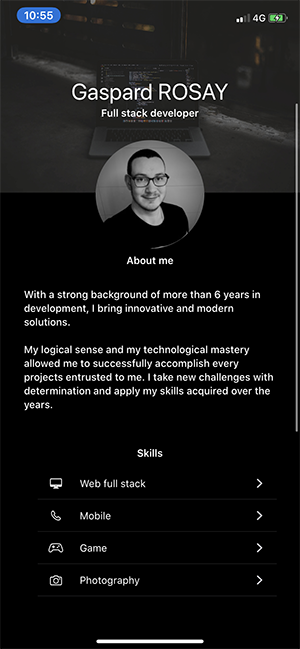 10:55
4G
Gaspard ROSAY
Full stack developer
About me
With a strong background of more than 6 years in
development, I bring innovative and modern
solutions.
My logical sense and my technological mastery
allowed me to successfully accomplish every
projects entrusted to me. I take new challenges with
determination and apply my skills acquired over the
years.
Skills
Web full stack
Mobile
Game
Photography